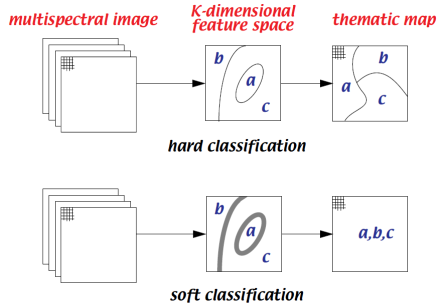 multispectral image
K-dimensional
feature space
thematic map
b
a
c
b
a
c
hard classification
b
a
c
a,b,c
soft classification